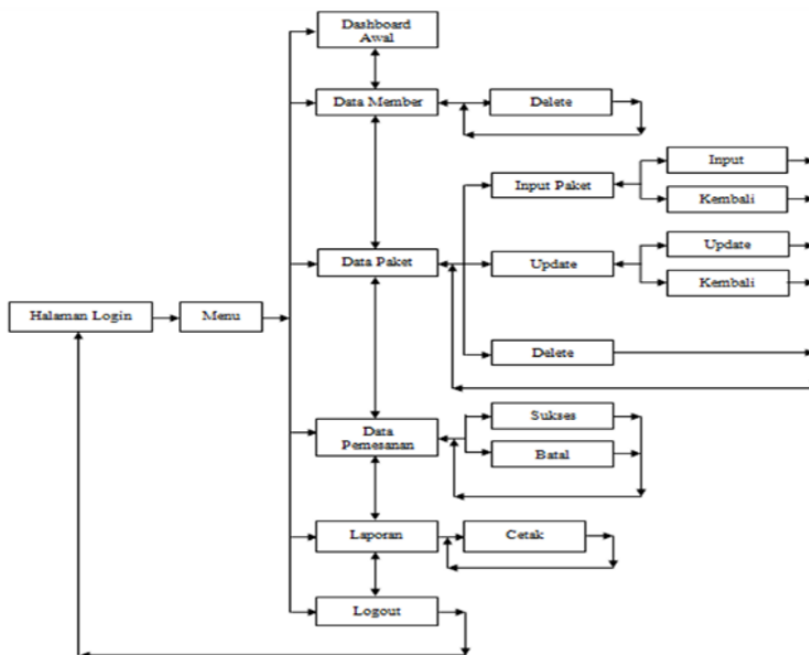 Dashboard
Awal
Data Member
Delete
Input Paket
Input
Kembali
Data Paket
Update
Update
Kembali
Halaman Login
Menu
Delete
Data
Pemesanan
Sukses
Batal
Laporan
Cetak
Logout